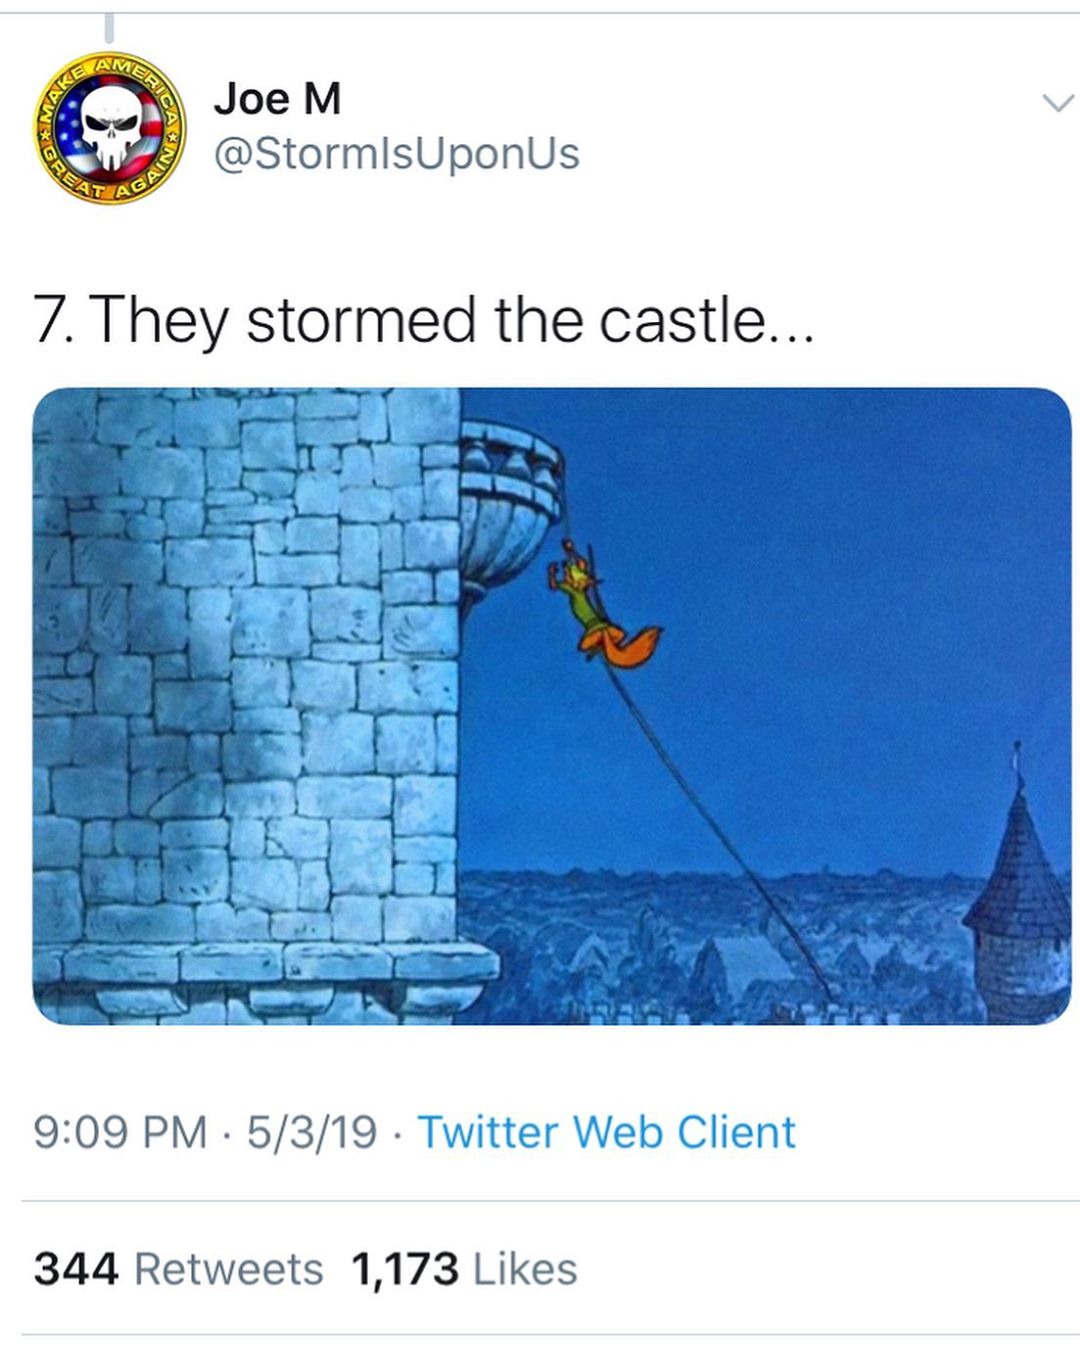 MAKE AMERICA
GREAT AGAIN
Joe M
@StormIsUponUs
7. They stormed the castle...
9:09 PM · 5/3/19 · Twitter Web Client
344 Retweets 1,173 Likes